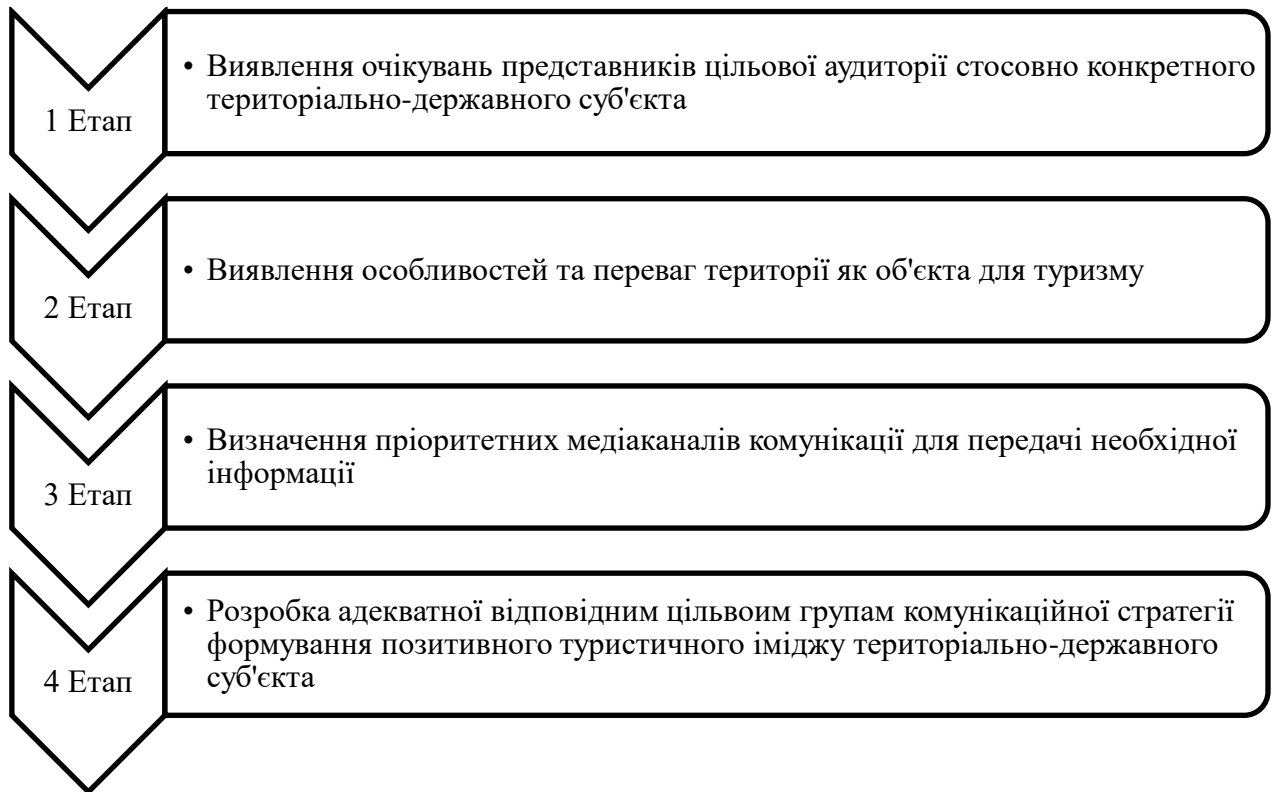 1 Етап
• Виявлення очікувань представників цільової аудиторії стосовно конкретного
територіально-державного суб'єкта
2 Етап
• Виявлення особливостей та переваг території як об'єкта для туризму
3 Етап
• Визначення пріоритетних медіаканалів комунікації для передачі необхідної
інформації
4 Етап
• Розробка адекватної відповідним цільвоим групам комунікаційної стратегії
формування позитивного туристичного іміджу територіально-державного
суб'єкта